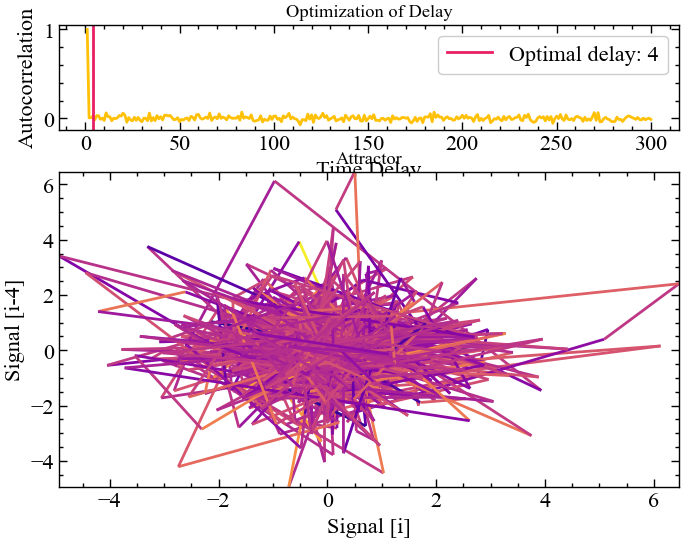 Optimization of Delay
Autocorrelation
1
0
Optimal delay: 4
0 50 100 150 200 250 300
Time Delay
Attractor
Signal [i-4]
6
4
2
0
−2
−4
−4 −2 0 2 4 6
Signal [i]